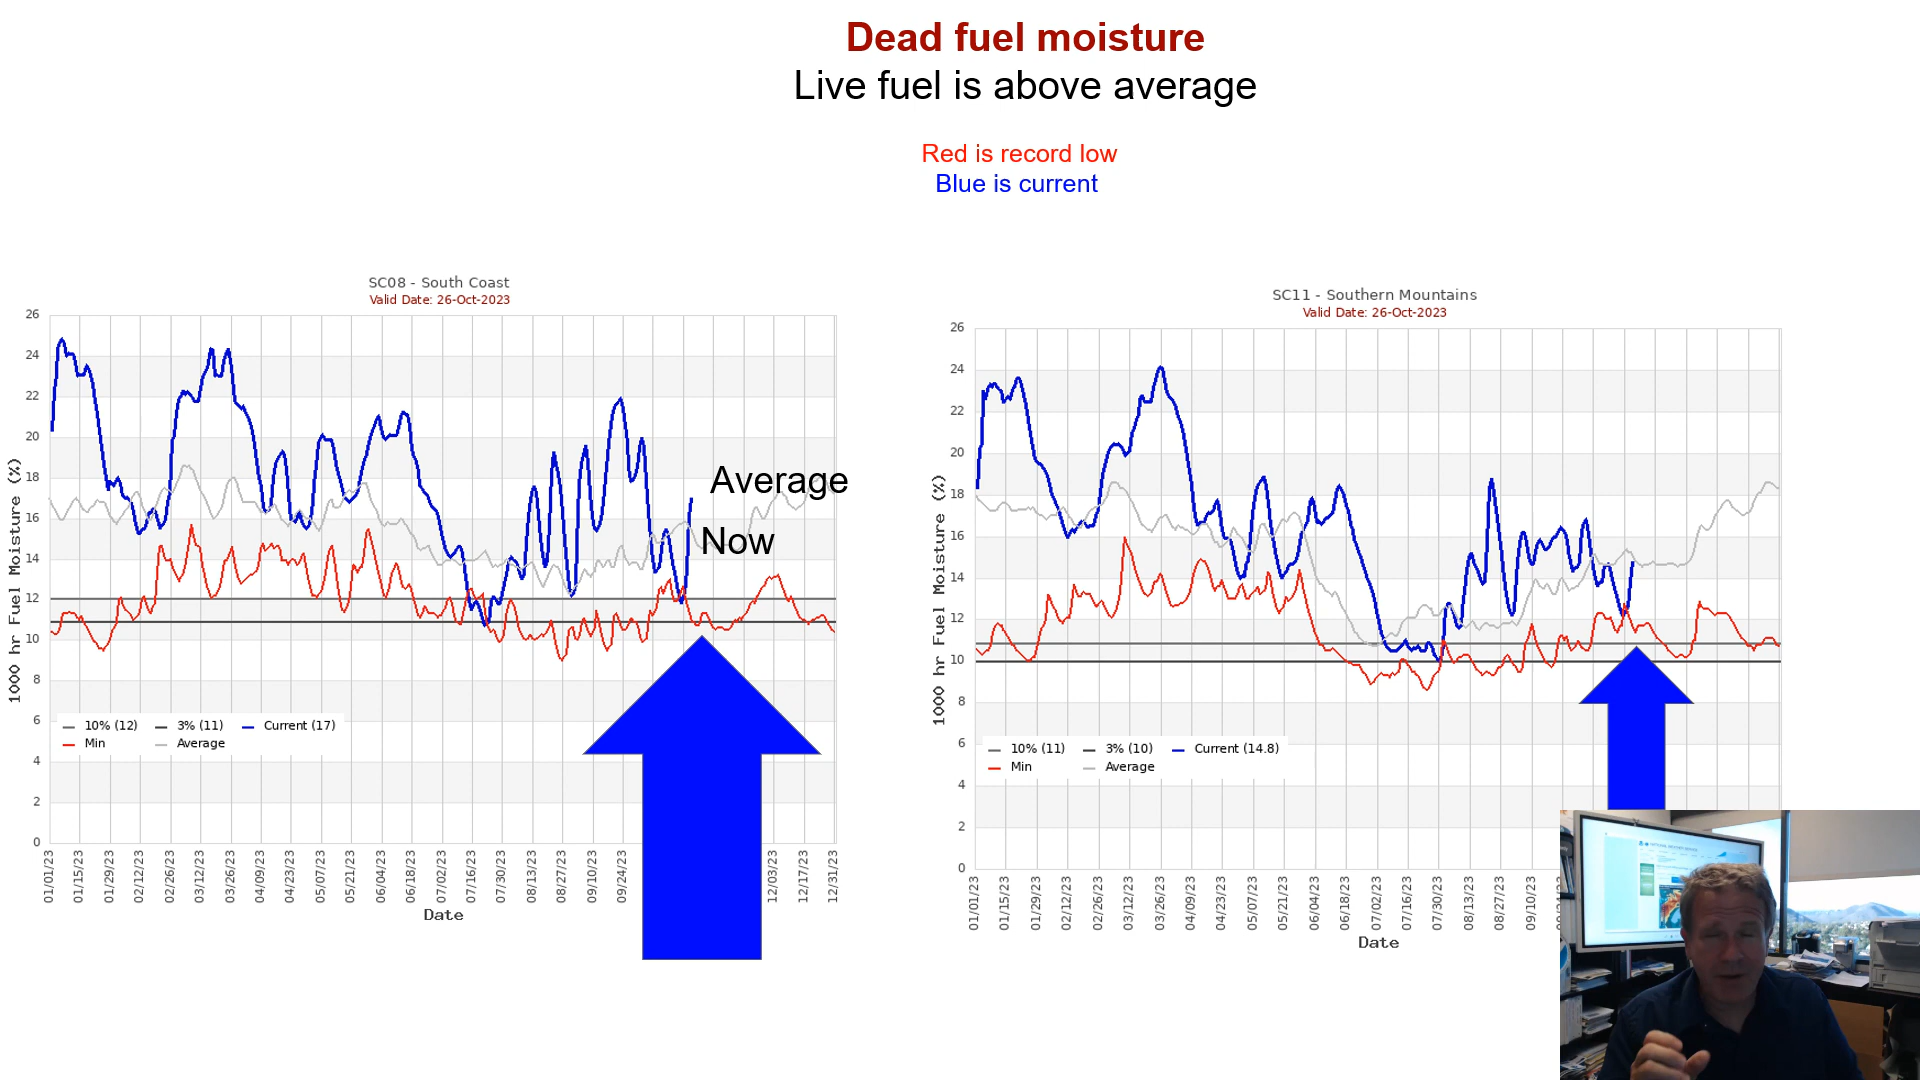 Dead fuel moisture
Live fuel is above average
Red is record low
Blue is current
SC08 - South Coast
Valid Date: 26-Oct-2023
1000 hr Fuel Moisture (%)
26
24
22
20
18
16
14
12
10
8
6
4
2
0
Average
Now
10% (12) 3% (11) Current (17)
Min Average
01/01/23 01/15/23 01/29/23 02/12/23 02/26/23 03/12/23 03/26/23 04/09/23 04/23/23 05/07/23 05/21/23 06/04/23 06/18/23 07/02/23 07/16/23 07/30/23 08/13/23 08/27/23 09/10/23 09/24/23 12/03/23 12/17/23 12/31/23
Date
SC11 - Southern Mountains
Valid Date: 26-Oct-2023
1000 hr Fuel Moisture (%)
26
24
22
20
18
16
14
12
10
8
6
4
2
0
10% (11) 3% (10) Current (14.8)
Min Average
01/01/23 01/15/23 01/29/23 02/12/23 02/26/23 03/12/23 03/26/23 04/09/23 04/23/23 05/07/23 05/21/23 06/04/23 06/18/23 07/02/23 07/16/23 07/30/23 08/13/23 08/27/23 09/10/23
Date